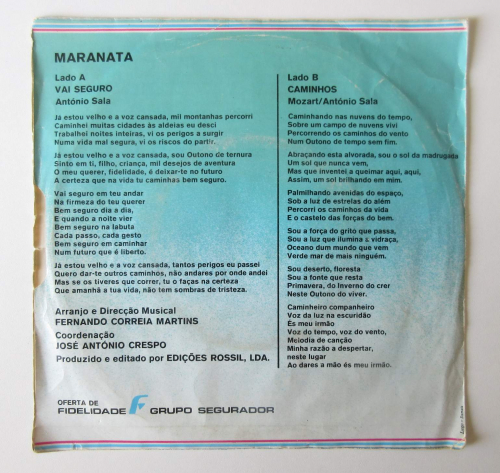 MARANATA
Lado A
VAI SEGURO
António Sala
Já estou velho e a voz cansada, mil montanhas percorri
Caminhei muitas cidades às aldeias eu desci
Trabalhei noites inteiras, vi os perigos a surgir
Numa vida mal segura, vi os riscos do partir.
Já estou velho e a voz cansada, sou Outono de ternura
Sinto em ti, filho, criança, mil desejos de aventura
O meu querer, fidelidade, é deixar-te no futuro
A certeza que na vida tu caminhas bem seguro.
Vai seguro em teu andar
Na firmeza do teu querer
Bem seguro dia a dia,
E quando a noite vier
Bem seguro na labuta
Cada passo, cada gesto
Bem seguro em caminhar
Num futuro que é liberto.
Já estou velho e a voz cansada, tantos perigos eu passei
Quero dar-te outros caminhos, não andares por onde andei
Mas se os tiveres que correr, tu o faças na certeza
Que amanhã a tua vida, não tem sombras de tristeza.
Arranjo e Direcção Musical
FERNANDO CORREIA MARTINS
Coordenação
JOSÉ ANTÓNIO CRESPO
Produzido e editado por EDIÇÕES ROSSIL, LDA.
OFERTA DE
FIDELIDADE F GRUPO SEGURADOR
Lado B
CAMINHOS
Mozart/António Sala
Caminhando nas nuvens do tempo,
Sobre um campo de nuvens vivi
Percorrendo os caminhos do vento
Num Outono de tempo sem fim.
Abraçando esta alvorada, sou o sol da madrugada
Um sol que nunca vem,
Mas que inventei a queimar aqui, aqui,
Assim, um sol brilhando em mim.
Palmilhando avenidas do espaço,
Sob a luz de estrelas do além
Percorri os caminhos da vida
E o castelo das forças do bem.
Sou a força do grito que passa,
Sou a luz que ilumina a vidraça,
Oceano dum mundo que vem
Verde mar de mais ninguém.
Sou deserto, floresta
Sou a fonte que resta
Primavera, do Inverno do crer
Neste Outono do viver.
Caminheiro companheiro
Voz da luz na escuridão
És meu irmão
Voz do tempo, voz do vento,
Melodia de canção
Minha razão a despertar,
neste lugar
Ao dares a mão és meu irmão.